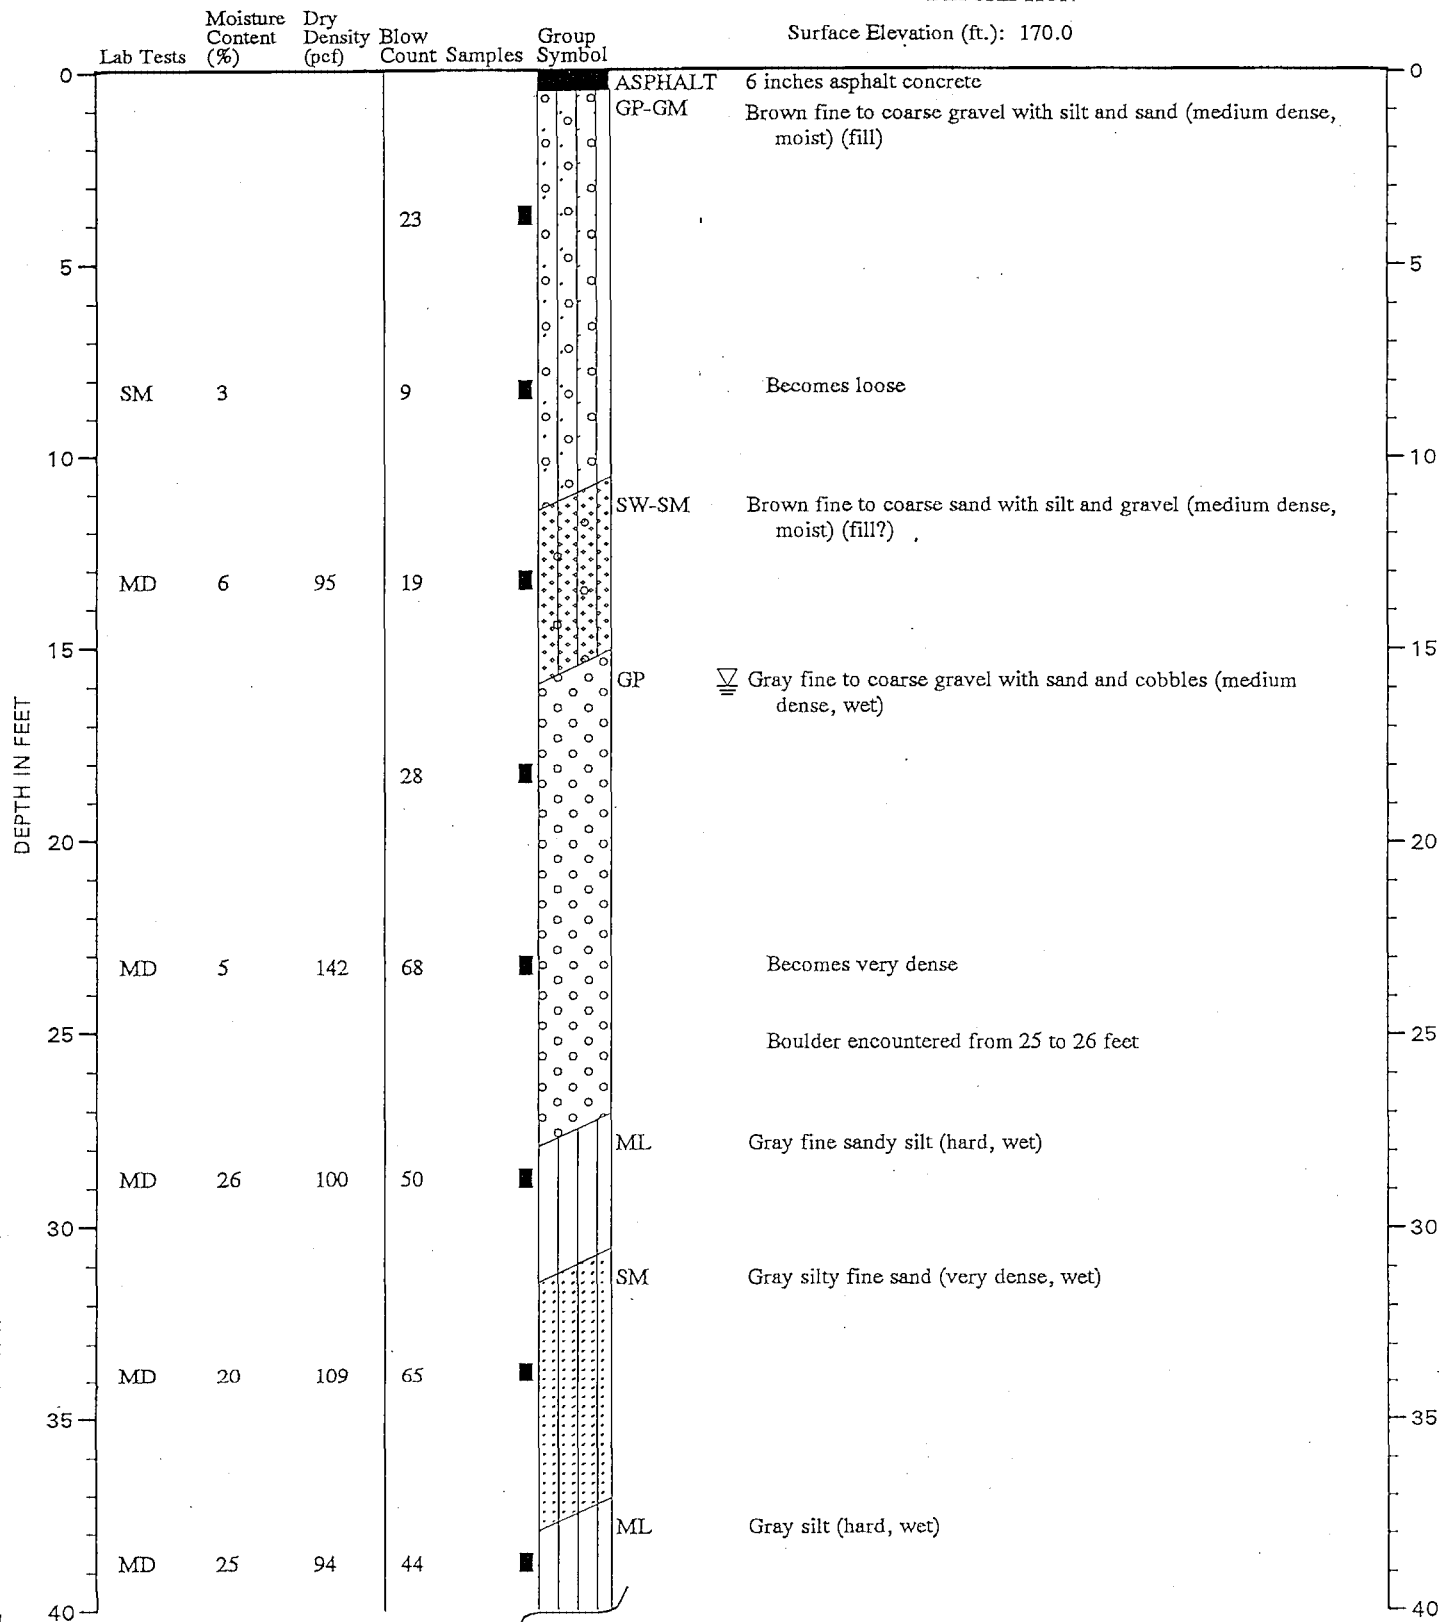 Surface Elevation (ft.): 170.0
Lab Tests
Moisture
Content
(%)
Dry
Density
(pcf)
Blow
Count
Samples
Group
Symbol
0 ASPHALT 6 inches asphalt concrete 0
GP-GM Brown fine to coarse gravel with silt and sand (medium dense,
moist) (fill)
23
5 5
SM 3 9 Becomes loose
10 10
SW-SM Brown fine to coarse sand with silt and gravel (medium dense,
moist) (fill?)
MD 6 95 19
15 15
GP Gray fine to coarse gravel with sand and cobbles (medium
dense, wet)
DEPTH IN FEET
28
20 20
MD 5 142 68 Becomes very dense
25 Boulder encountered from 25 to 26 feet 25
ML Gray fine sandy silt (hard, wet)
MD 26 100 50
30 30
SM Gray silty fine sand (very dense, wet)
MD 20 109 65
35 35
ML Gray silt (hard, wet)
MD 25 94 44
40 40